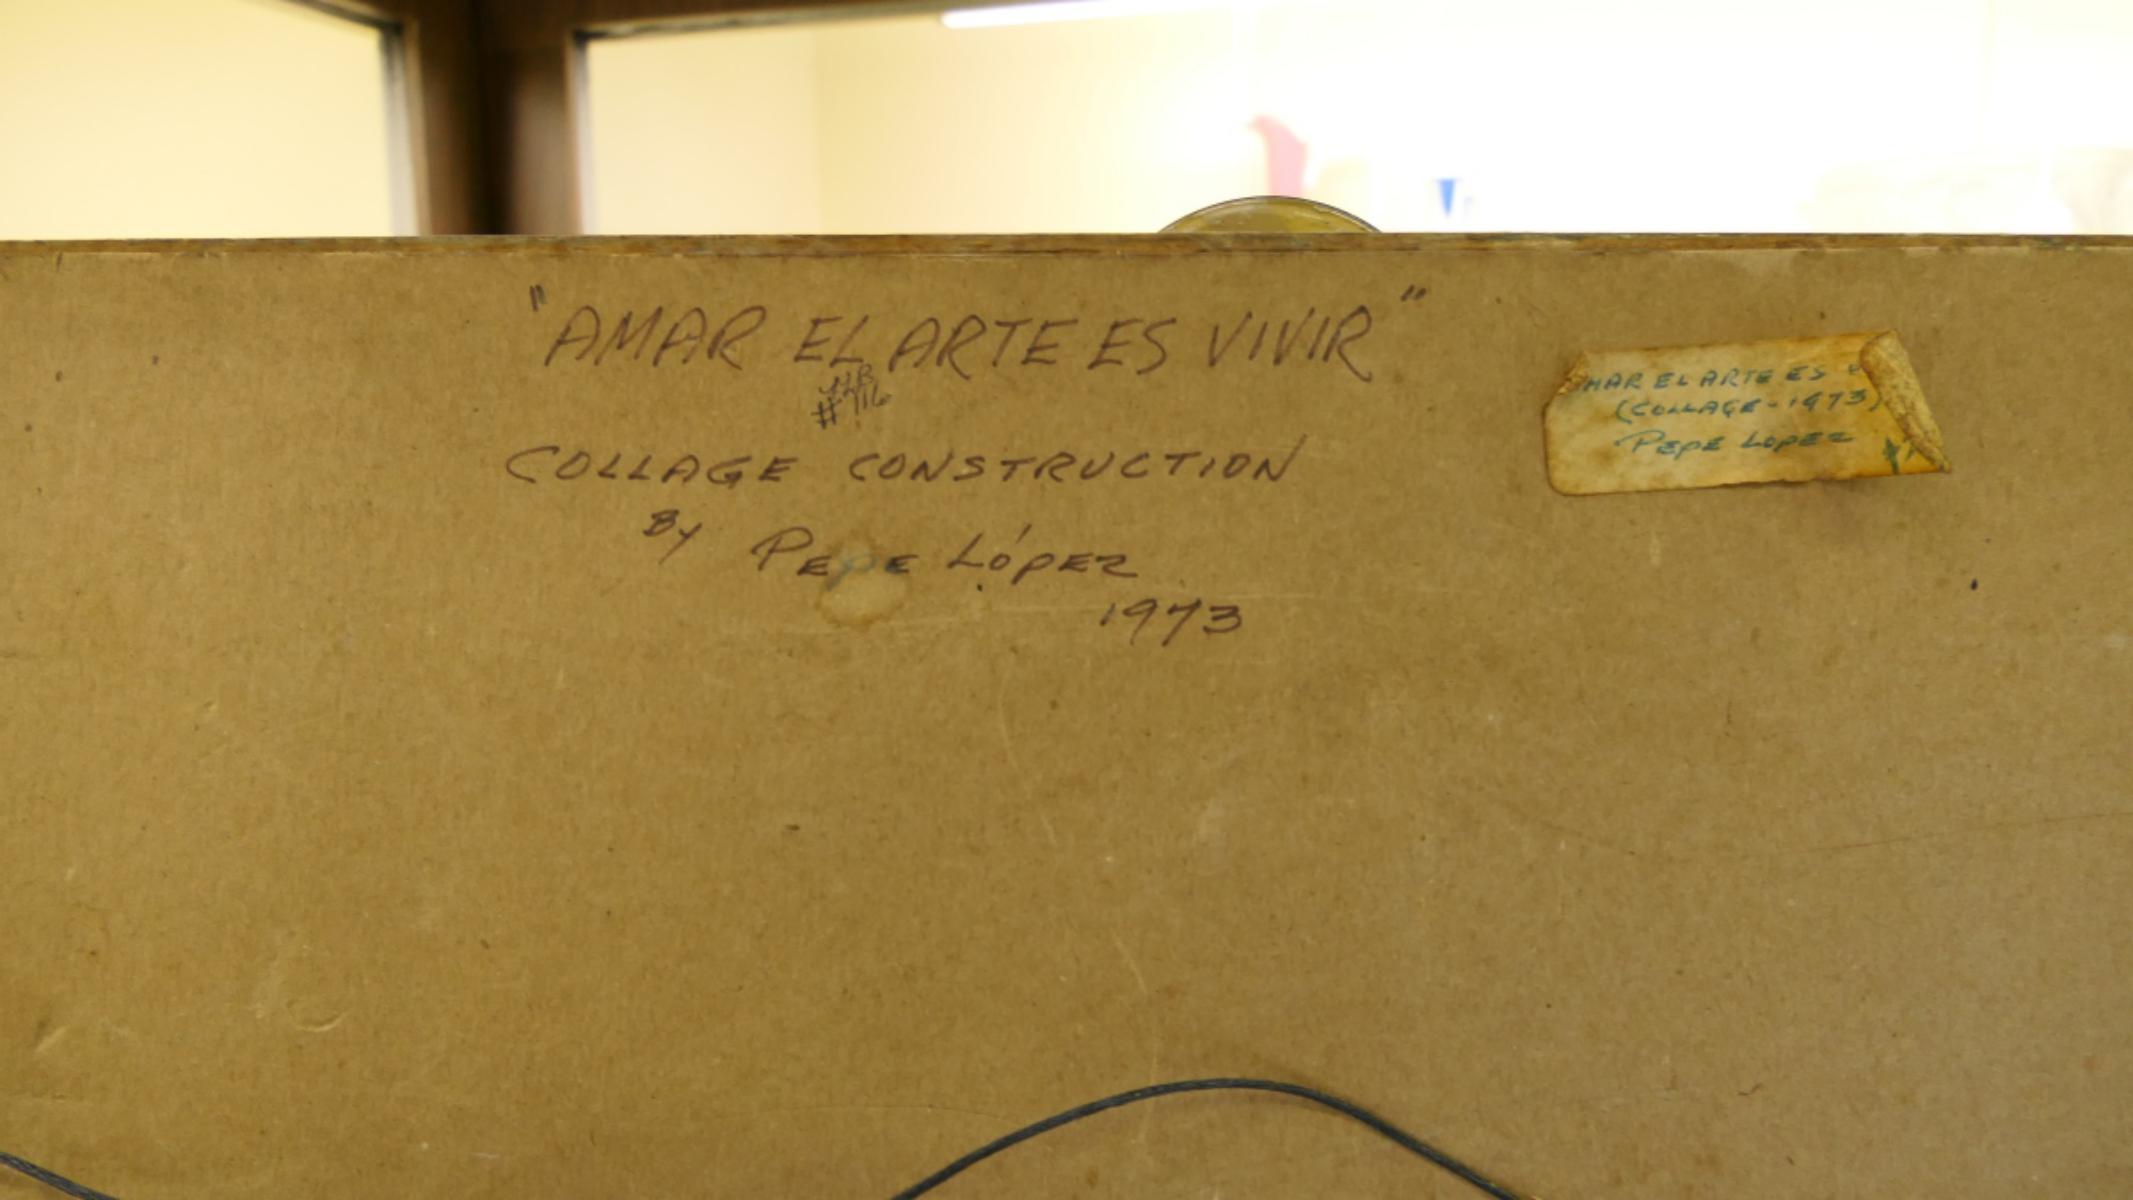 "AMAR EL ARTE ES VIVIR"
COLLAGE CONSTRUCTION
By PEPE LÓPEZ
1973
MAR EL ARTE ES
(COLLAGE-1973)
PEPE LOPEZ